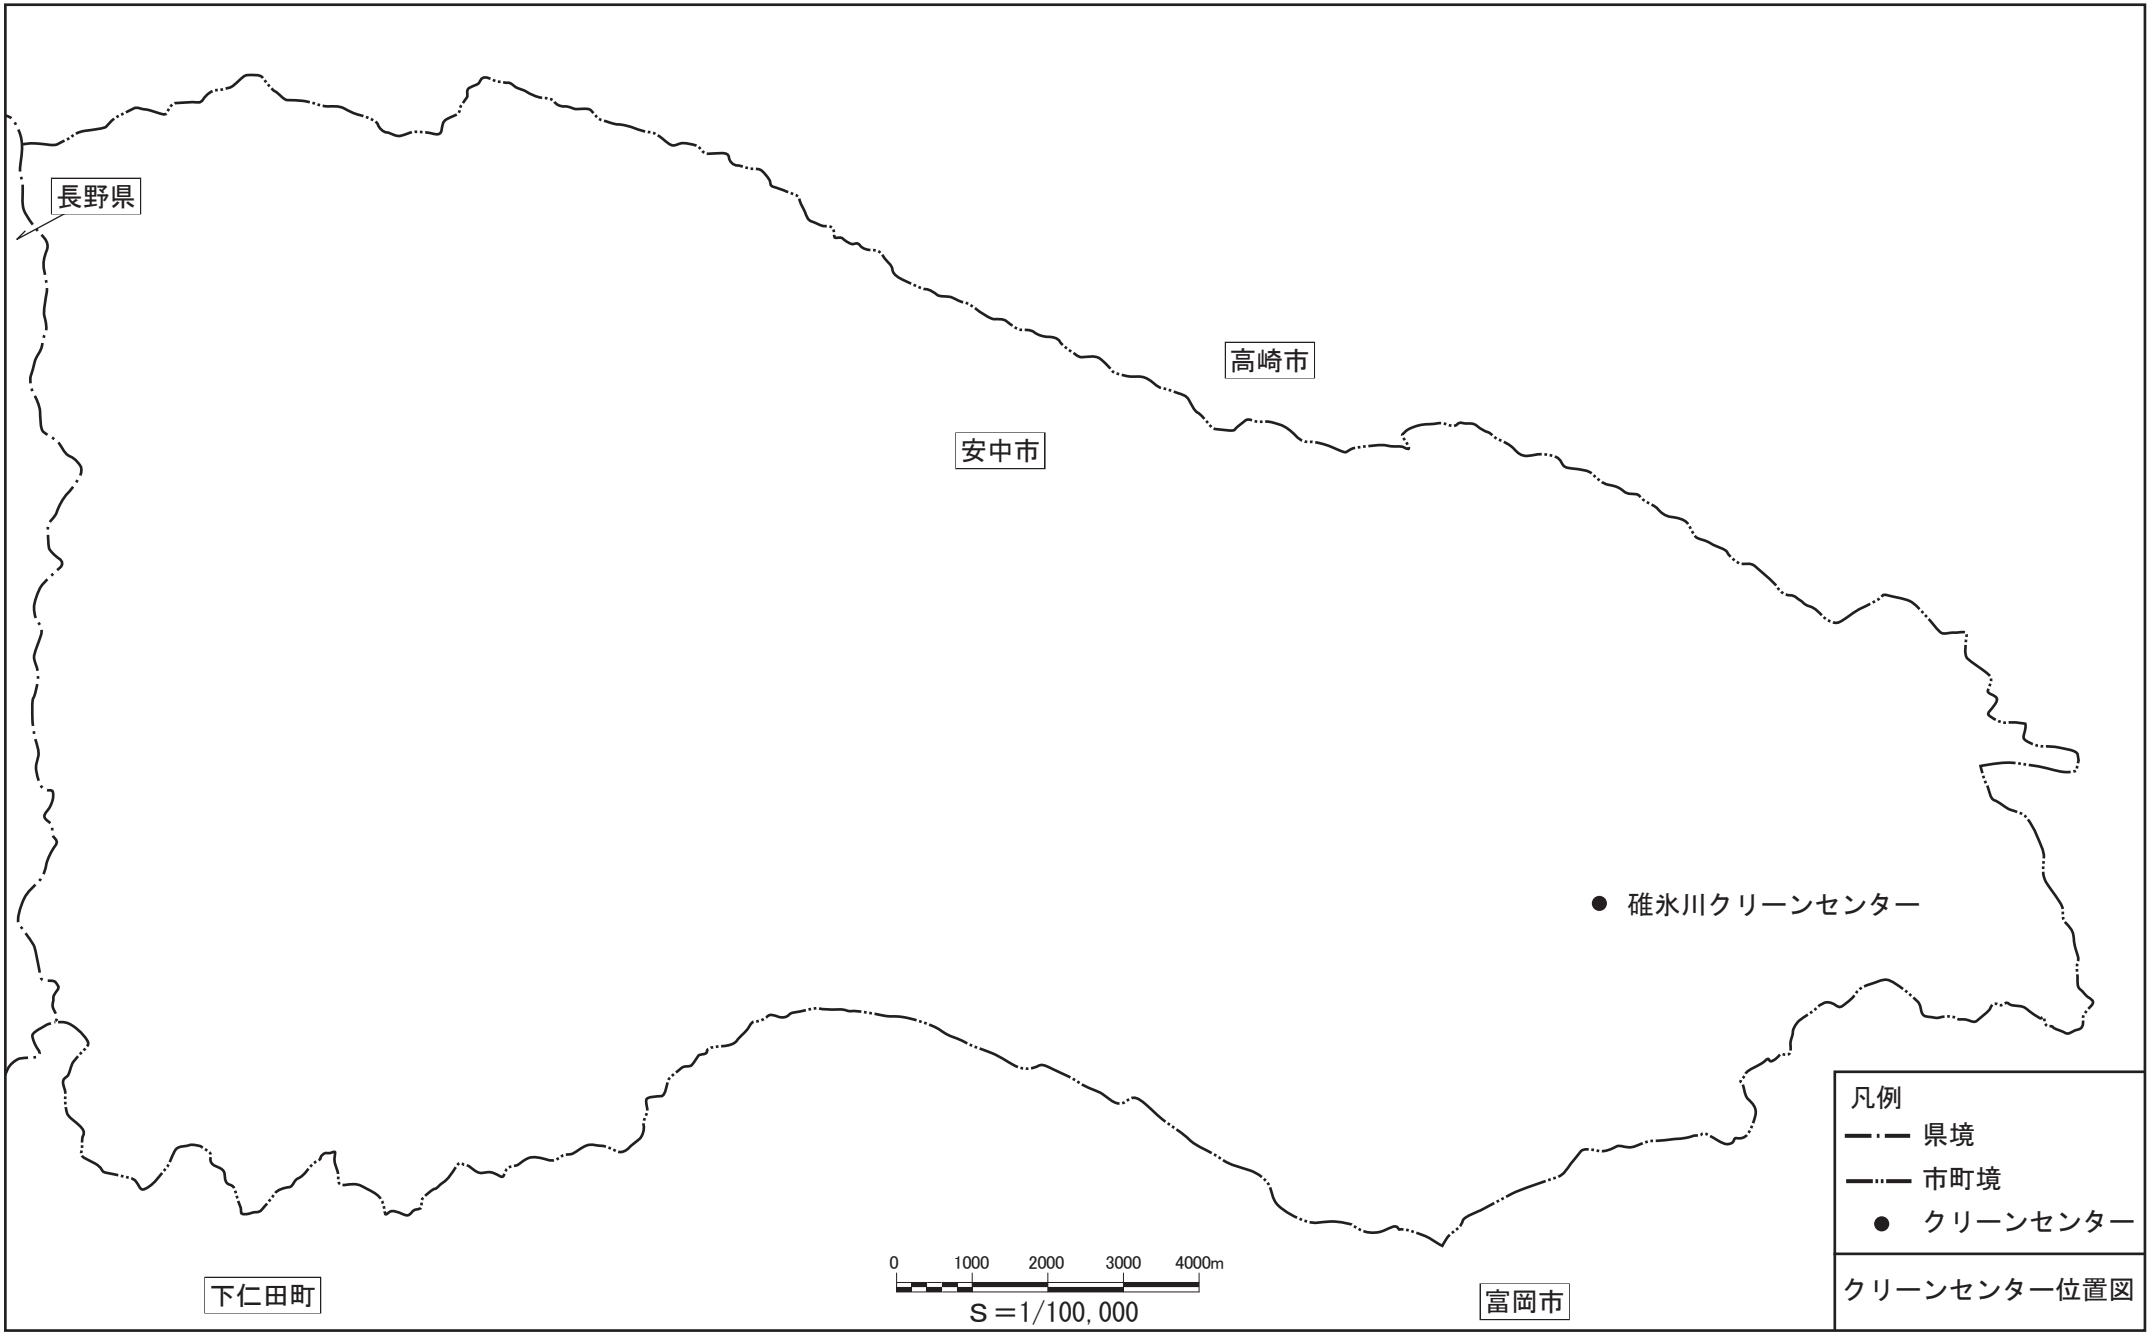 長野県
高崎市
安中市
碓氷川クリーンセンター
凡例
県境
市町境
クリーンセンター
クリーンセンター位置図
0 1000 2000 3000 4000m
S=1/100,000
下仁田町
富岡市